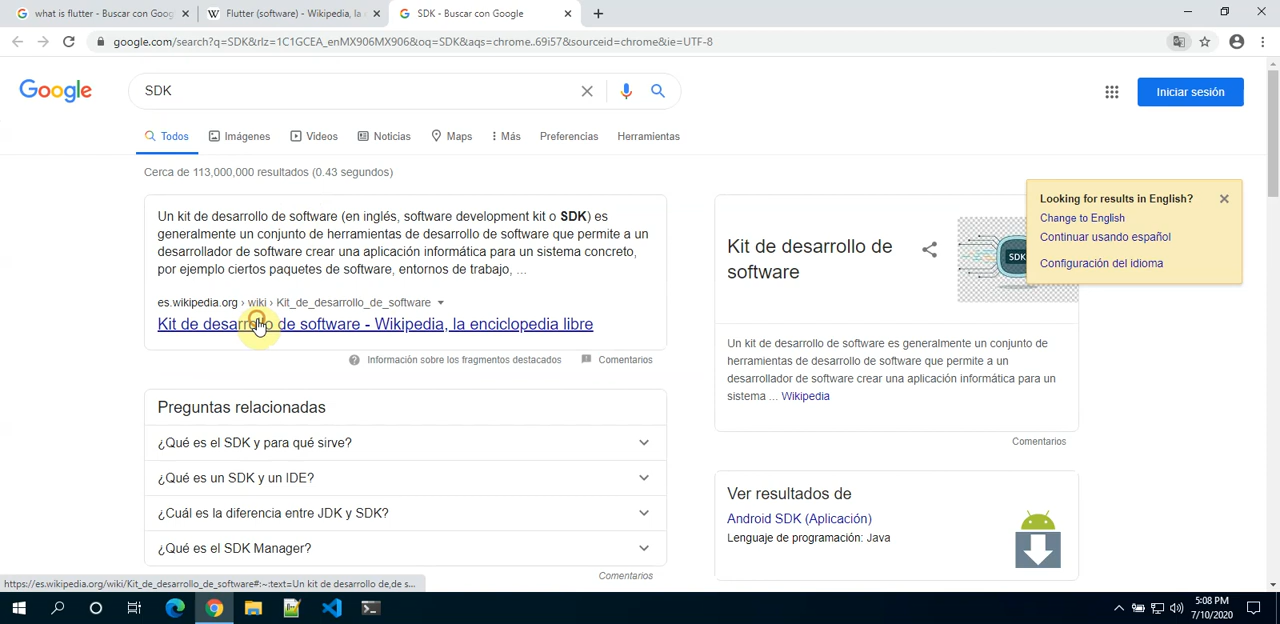 what is flutter - Buscar con Goog
Flutter (software) - Wikipedia, la
SDK - Buscar con Google
google.com/search?q=SDK&rlz=1C1GCEA_enMX906MX906&oq=SDK&aqs=chrome..69i57&sourceid=chrome&ie=UTF-8
Google
SDK
Iniciar sesión
Todos
Imágenes
Videos
Noticias
Maps
Más
Preferencias
Herramientas
Cerca de 113,000,000 resultados (0.43 segundos)
Un kit de desarrollo de software (en inglés, software development kit o SDK) es
generalmente un conjunto de herramientas de desarrollo de software que permite a un
desarrollador de software crear una aplicación informática para un sistema concreto,
por ejemplo ciertos paquetes de software, entornos de trabajo, ...
es.wikipedia.org › wiki › Kit_de_desarrollo_de_software
Kit de desarrollo de software - Wikipedia, la enciclopedia libre
Información sobre los fragmentos destacados
Comentarios
Preguntas relacionadas
¿Qué es el SDK y para qué sirve?
¿Qué es un SDK y un IDE?
¿Cuál es la diferencia entre JDK y SDK?
¿Qué es el SDK Manager?
Comentarios
Kit de desarrollo de
software
SDK
Looking for results in English?
Change to English
Continuar usando español
Configuración del idioma
Un kit de desarrollo de software es generalmente un conjunto de
herramientas de desarrollo de software que permite a un
desarrollador de software crear una aplicación informática para un
sistema ... Wikipedia
Comentarios
Ver resultados de
Android SDK (Aplicación)
Lenguaje de programación: Java
https://es.wikipedia.org/wiki/Kit_de_desarrollo_de_software#:~:text=Un kit de desarrollo de,de s...
5:08 PM
7/10/2020